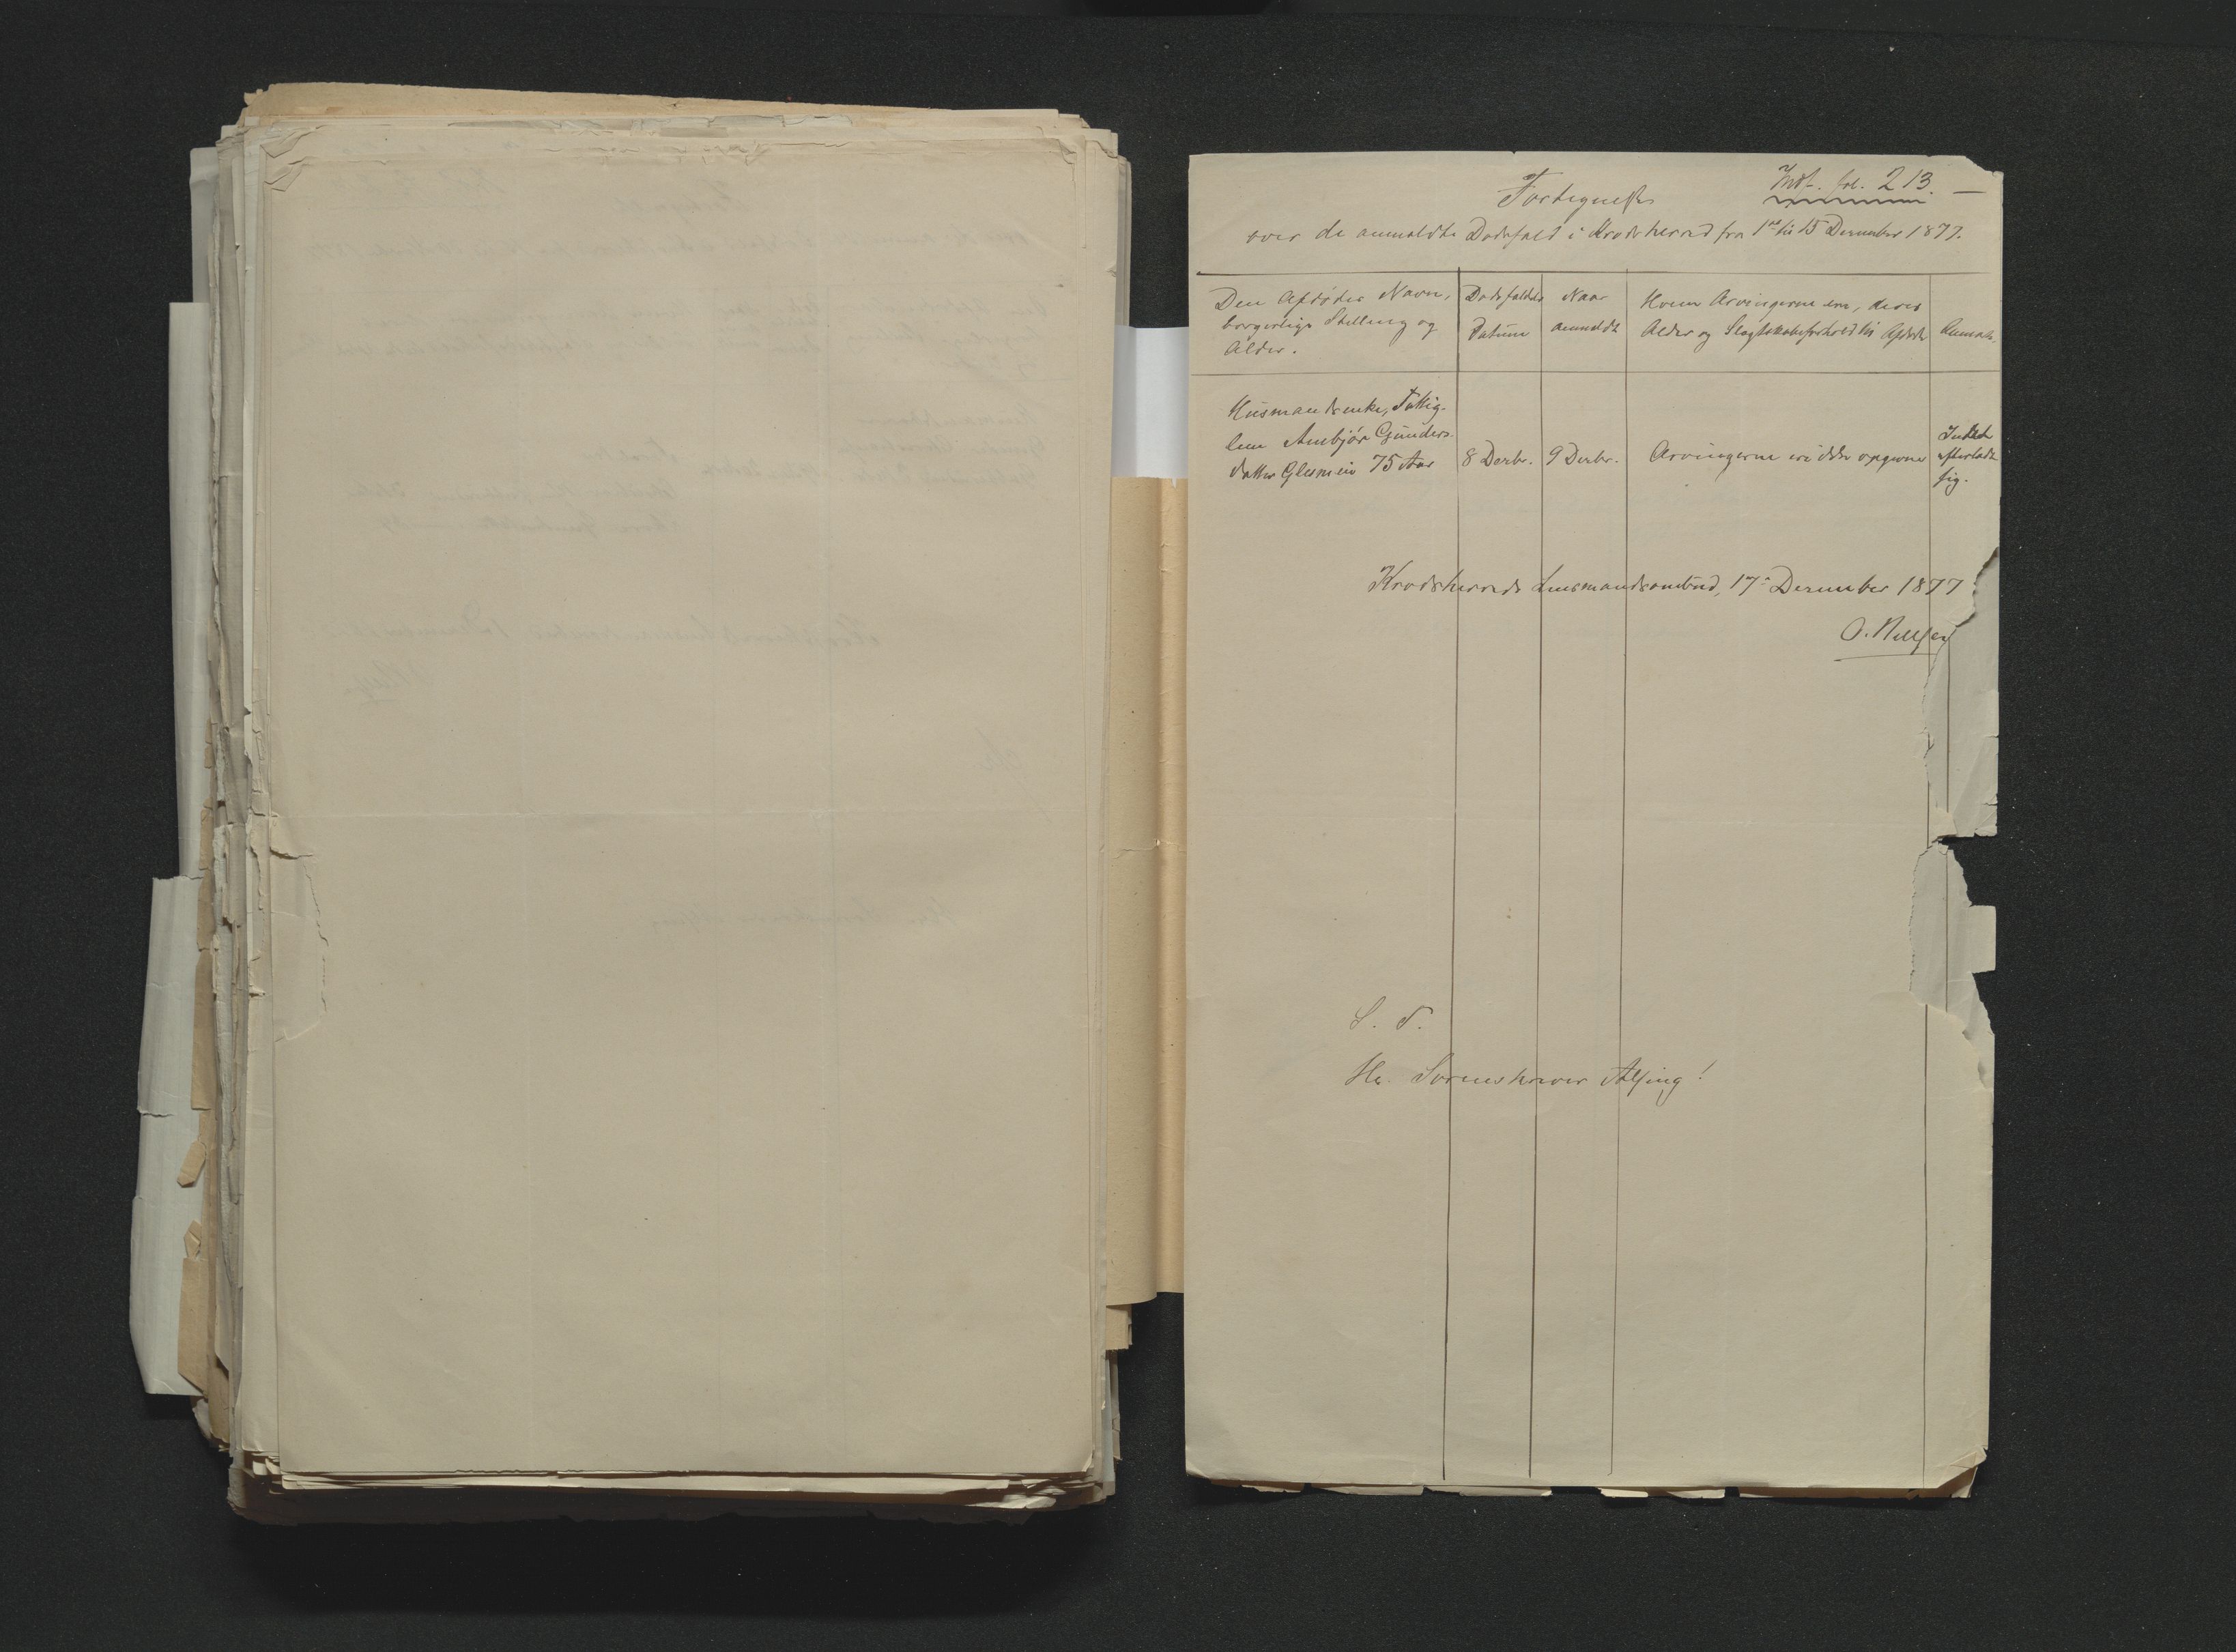 Indt. fol. 213. —
Fortegnelse
over de anmeldte Dødsfald i Krødsherred fra 1ste til 15 December 1877.
Den Afdødes Navn,
borgerlige Stilling og
Alder.
Dødsfaldets
Datum
Naar
anmeldt
Hvem Arvingerne ere, deres
Alder og Slægtskabsforhold til Afdøde
Anmærk.
Husmandsenke, Fattig-
lem Ambjør Gunders-
datter Glesneie 75 Aar
8 Decbr.
9 Decbr.
Arvingerne ere ikke opgivne
Intet
efterladt
sig.
Krødsherreds Lensmandsombud, 17 December 1877
O. Nilsen
S. T.
Hr. Sorenskriver Alsing!